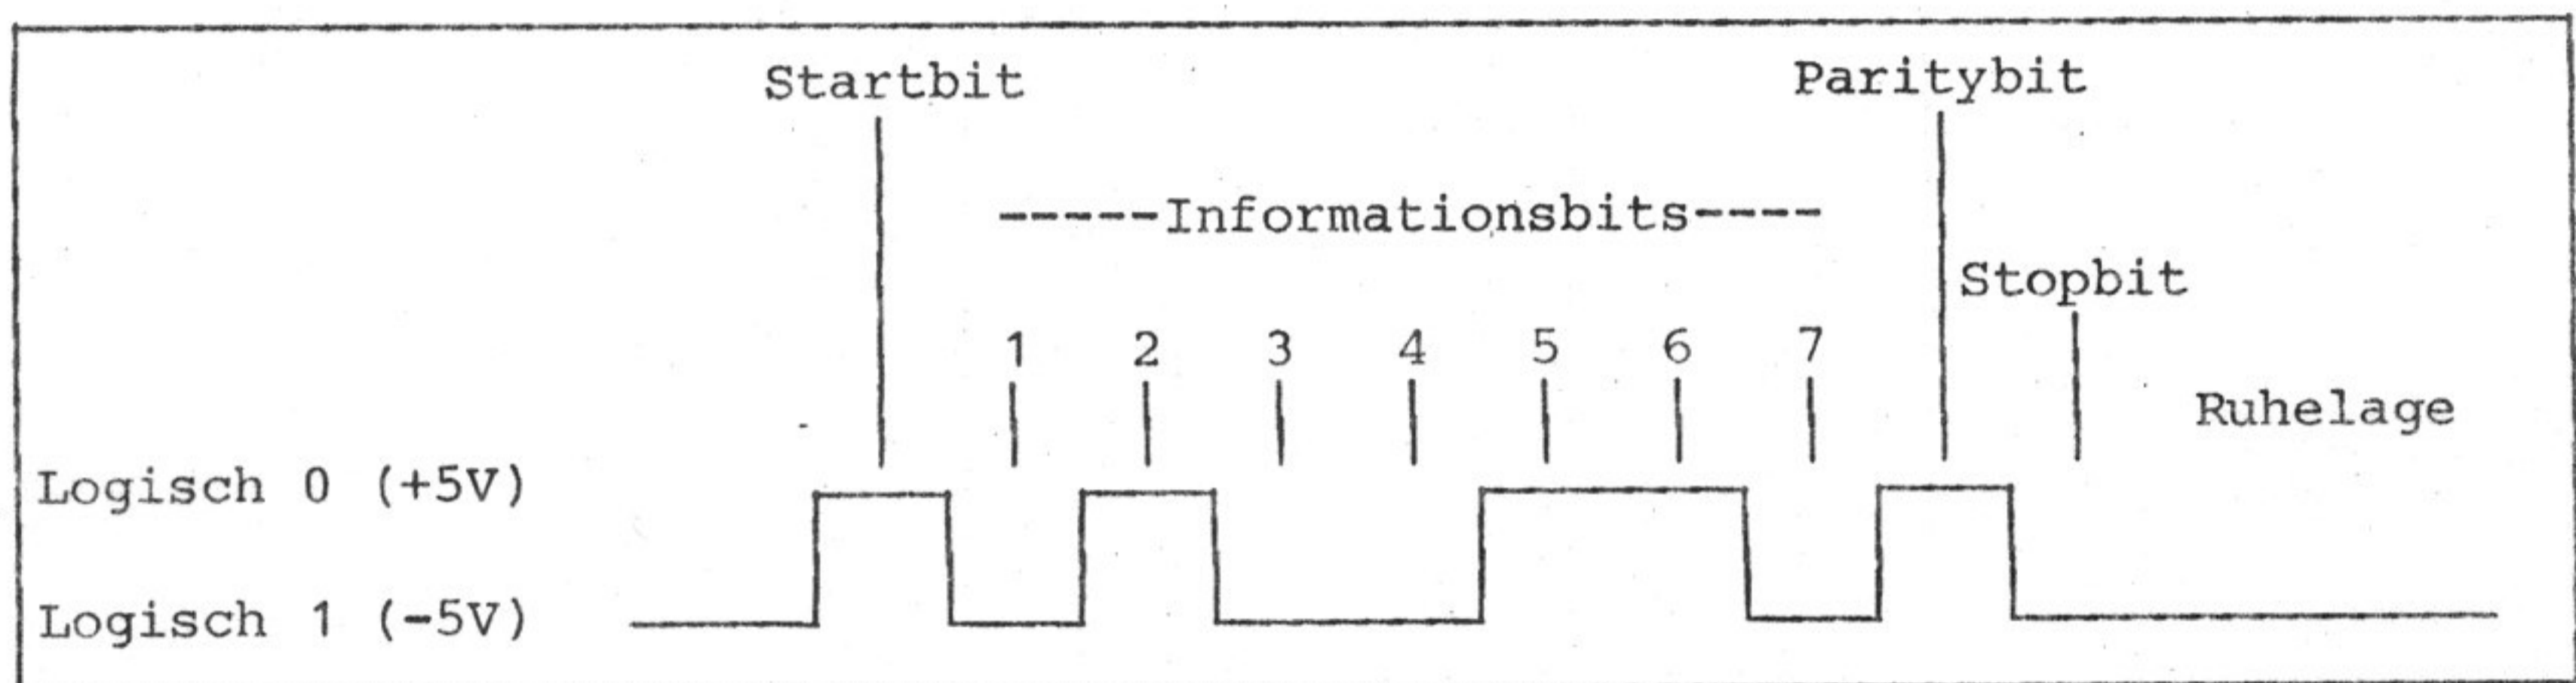 Startbit Paritybit
-----Informationsbits----
Stopbit
1 2 3 4 5 6 7
Ruhelage
Logisch 0 (+5V)
Logisch 1 (-5V)